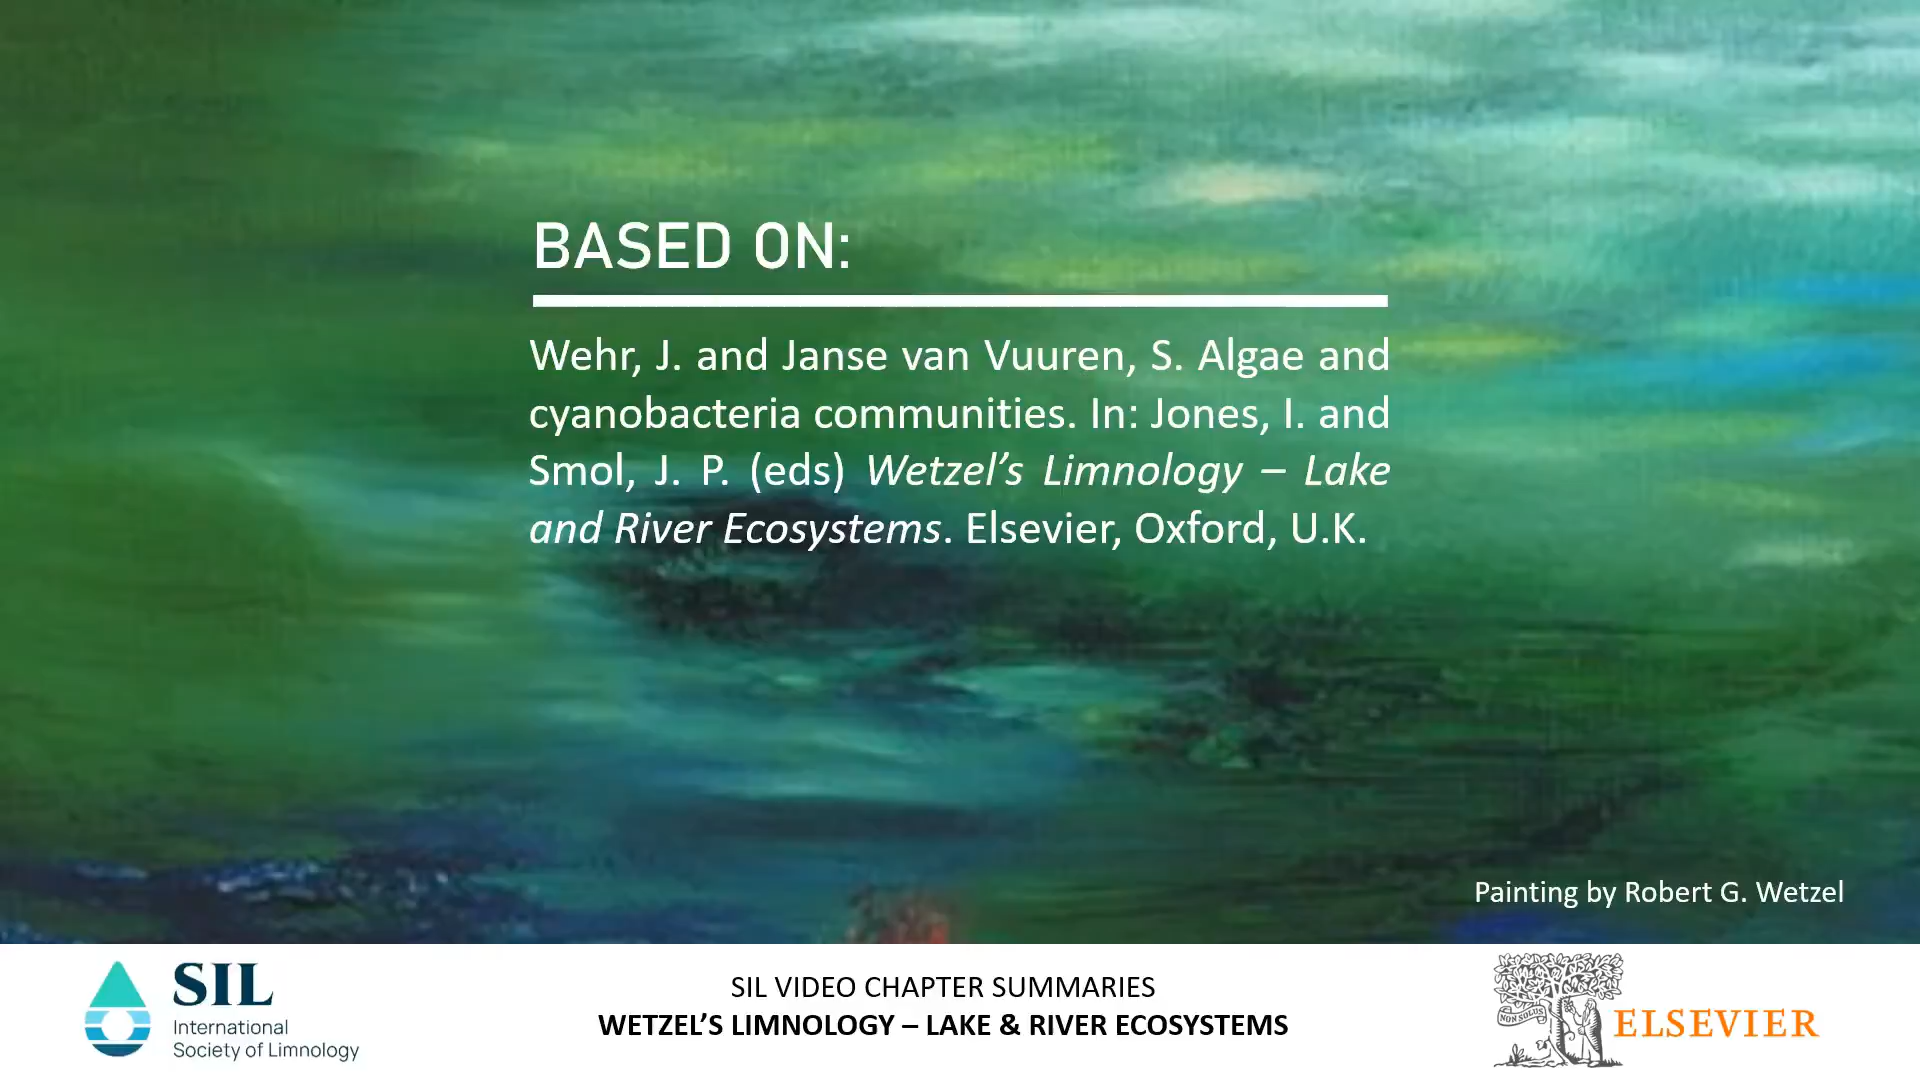 BASED ON:
Wehr, J. and Janse van Vuuren, S. Algae and
cyanobacteria communities. In: Jones, I. and
Smol, J. P. (eds) Wetzel’s Limnology – Lake
and River Ecosystems. Elsevier, Oxford, U.K.
Painting by Robert G. Wetzel
SIL
International
Society of Limnology
SIL VIDEO CHAPTER SUMMARIES
WETZEL’S LIMNOLOGY – LAKE & RIVER ECOSYSTEMS
NON SOLUS
ELSEVIER